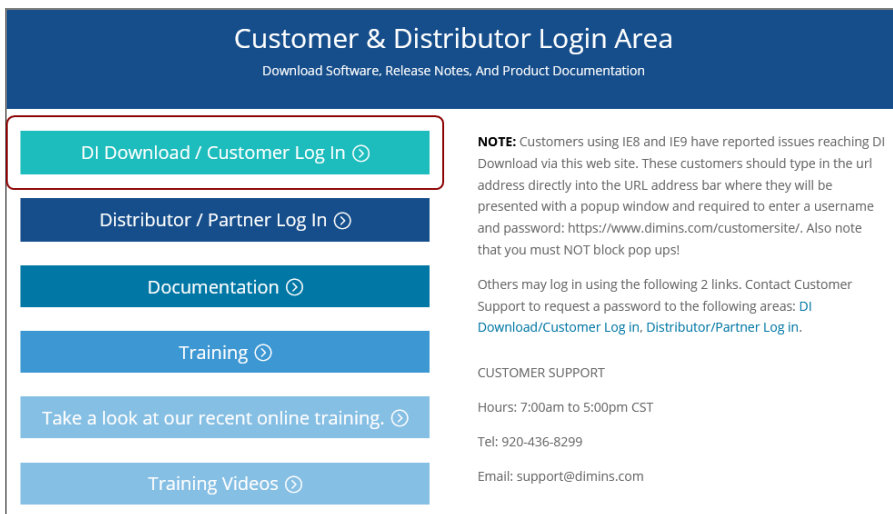 Customer & Distributor Login Area
Download Software, Release Notes, And Product Documentation
DI Download / Customer Log In
Distributor / Partner Log In
Documentation
Training
Take a look at our recent online training.
Training Videos
NOTE: Customers using IE8 and IE9 have reported issues reaching DI
Download via this web site. These customers should type in the url
address directly into the URL address bar where they will be
presented with a popup window and required to enter a username
and password: https://www.dimins.com/customersite/. Also note
that you must NOT block pop ups!
Others may log in using the following 2 links. Contact Customer
Support to request a password to the following areas: DI
Download/Customer Log in, Distributor/Partner Log in.
CUSTOMER SUPPORT
Hours: 7:00am to 5:00pm CST
Tel: 920-436-8299
Email: support@dimins.com